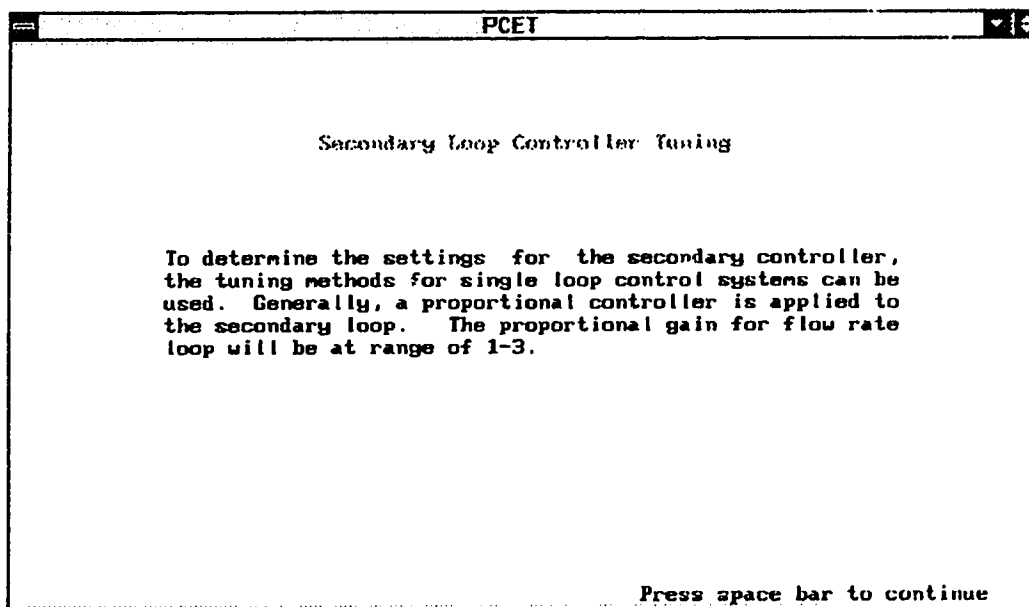 PCET
Secondary Loop Controller Tuning
To determine the settings for the secondary controller,
the tuning methods for single loop control systems can be
used. Generally, a proportional controller is applied to
the secondary loop. The proportional gain for flow rate
loop will be at range of 1-3.
Press space bar to continue